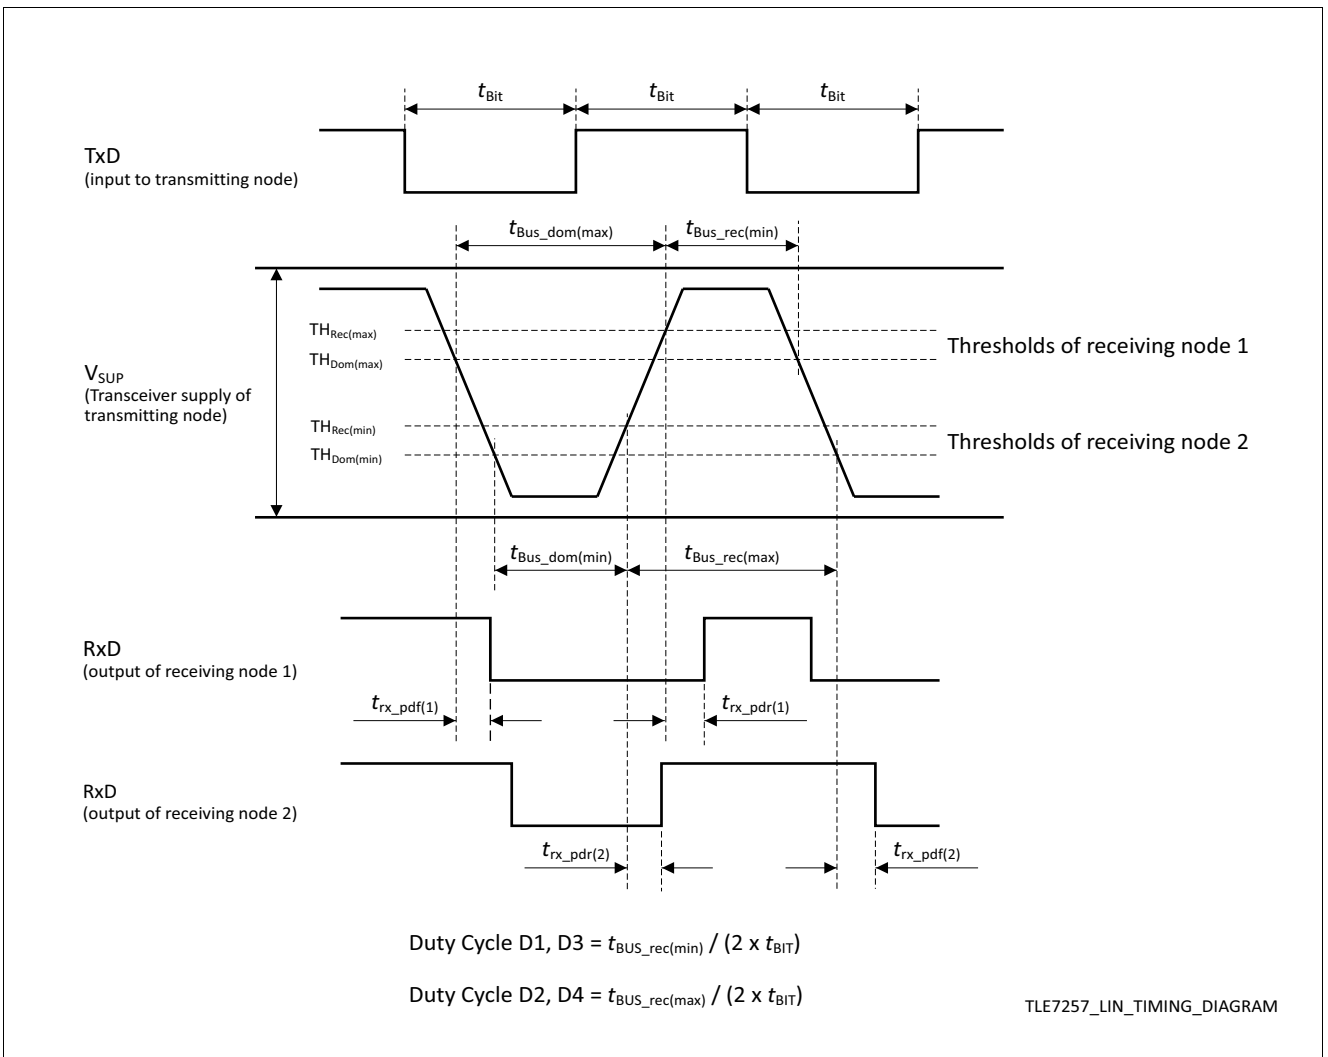 tBit tBit tBit
TxD
(input to transmitting node)
tBus_dom(max) tBus_rec(min)
THRec(max)
THDom(max)
Thresholds of receiving node 1
VSUP
(Transceiver supply of
transmitting node)
THRec(min)
THDom(min)
Thresholds of receiving node 2
tBus_dom(min) tBus_rec(max)
RxD
(output of receiving node 1)
trx_pdf(1) trx_pdr(1)
RxD
(output of receiving node 2)
trx_pdr(2) trx_pdf(2)
Duty Cycle D1, D3 = tBUS_rec(min) / (2 x tBIT)
Duty Cycle D2, D4 = tBUS_rec(max) / (2 x tBIT)
TLE7257_LIN_TIMING_DIAGRAM